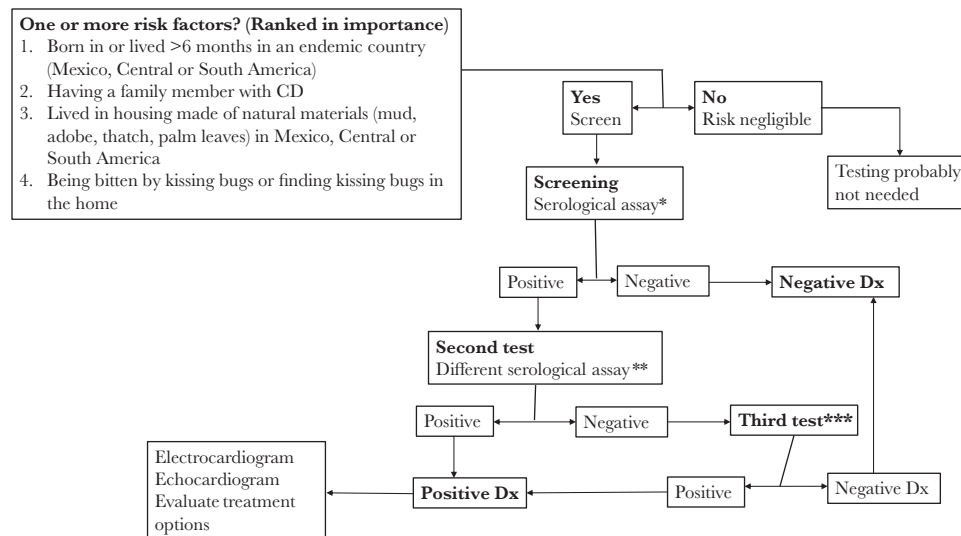 One or more risk factors? (Ranked in importance)
1. Born in or lived >6 months in an endemic country
(Mexico, Central or South America)
2. Having a family member with CD
3. Lived in housing made of natural materials (mud,
adobe, thatch, palm leaves) in Mexico, Central or
South America
4. Being bitten by kissing bugs or finding kissing bugs in
the home
Yes
Screen
No
Risk negligible
Testing probably
not needed
Screening
Serological assay*
Positive
Negative
Negative Dx
Second test
Different serological assay**
Positive
Negative
Third test***
Electrocardiogram
Echocardiogram
Evaluate treatment
options
Positive Dx
Positive
Negative Dx